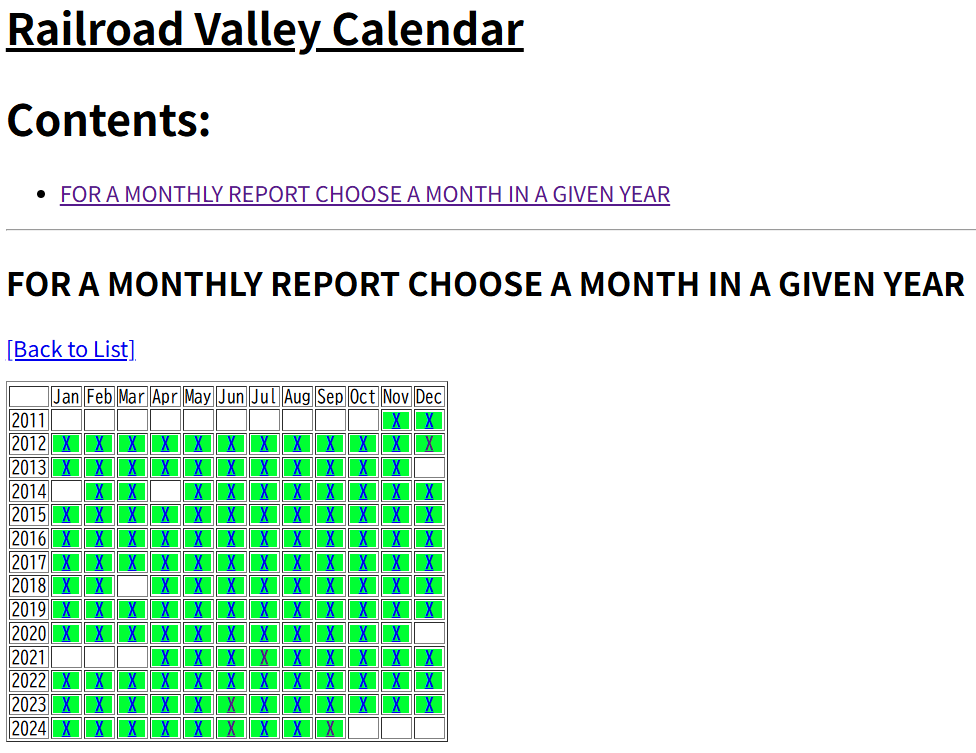 Railroad Valley Calendar
Contents:
• FOR A MONTHLY REPORT CHOOSE A MONTH IN A GIVEN YEAR
FOR A MONTHLY REPORT CHOOSE A MONTH IN A GIVEN YEAR
[Back to List]
Jan Feb Mar Apr May Jun Jul Aug Sep Oct Nov Dec
2011 X X
2012 X X X X X X X X X X X X
2013 X X X X X X X X X X X
2014 X X X X X X X X X X
2015 X X X X X X X X X X X X
2016 X X X X X X X X X X X X
2017 X X X X X X X X X X X X
2018 X X X X X X X X X X X
2019 X X X X X X X X X X X X
2020 X X X X X X X X X X X
2021 X X X X X X X X X
2022 X X X X X X X X X X X X
2023 X X X X X X X X X X X X
2024 X X X X X X X X X